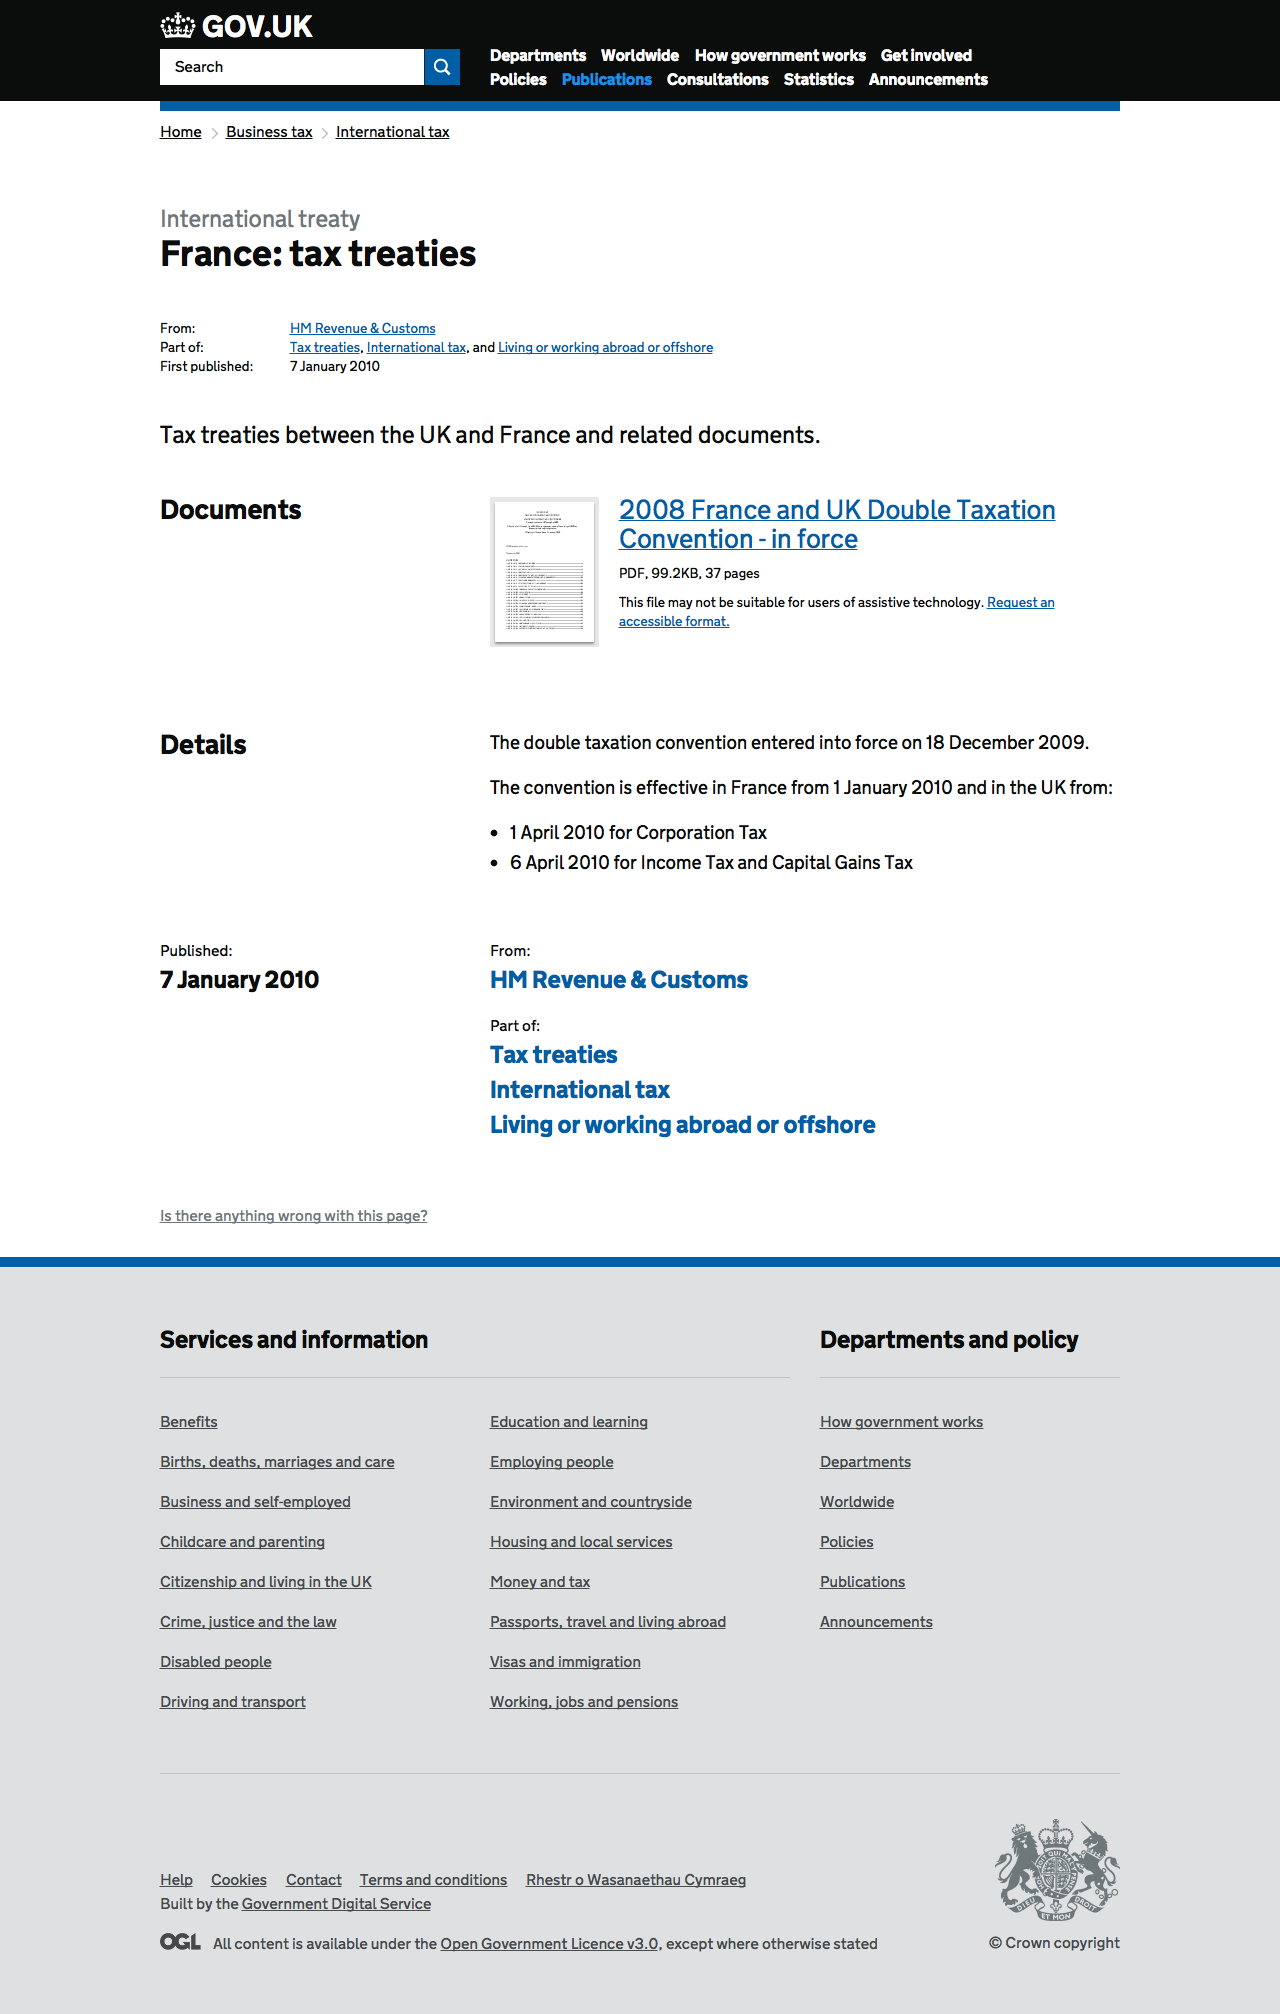 GOV.UK
Search
Departments Worldwide How government works Get involved
Policies Publications Consultations Statistics Announcements
Home Business tax International tax
International treaty
France: tax treaties
From: HM Revenue & Customs
Part of: Tax treaties, International tax, and Living or working abroad or offshore
First published: 7 January 2010
Tax treaties between the UK and France and related documents.
Documents
2008 France and UK Double Taxation
Convention - in force
PDF, 99.2KB, 37 pages
This file may not be suitable for users of assistive technology. Request an
accessible format.
Details
The double taxation convention entered into force on 18 December 2009.
The convention is effective in France from 1 January 2010 and in the UK from:
• 1 April 2010 for Corporation Tax
• 6 April 2010 for Income Tax and Capital Gains Tax
Published:
7 January 2010
From:
HM Revenue & Customs
Part of:
Tax treaties
International tax
Living or working abroad or offshore
Is there anything wrong with this page?
Services and information
Benefits
Births, deaths, marriages and care
Business and self-employed
Childcare and parenting
Citizenship and living in the UK
Crime, justice and the law
Disabled people
Driving and transport
Education and learning
Employing people
Environment and countryside
Housing and local services
Money and tax
Passports, travel and living abroad
Visas and immigration
Working, jobs and pensions
Departments and policy
How government works
Departments
Worldwide
Policies
Publications
Announcements
Help Cookies Contact Terms and conditions Rhestr o Wasanaethau Cymraeg
Built by the Government Digital Service
OGL All content is available under the Open Government Licence v3.0, except where otherwise stated
DIEU ET MON DROIT
© Crown copyright